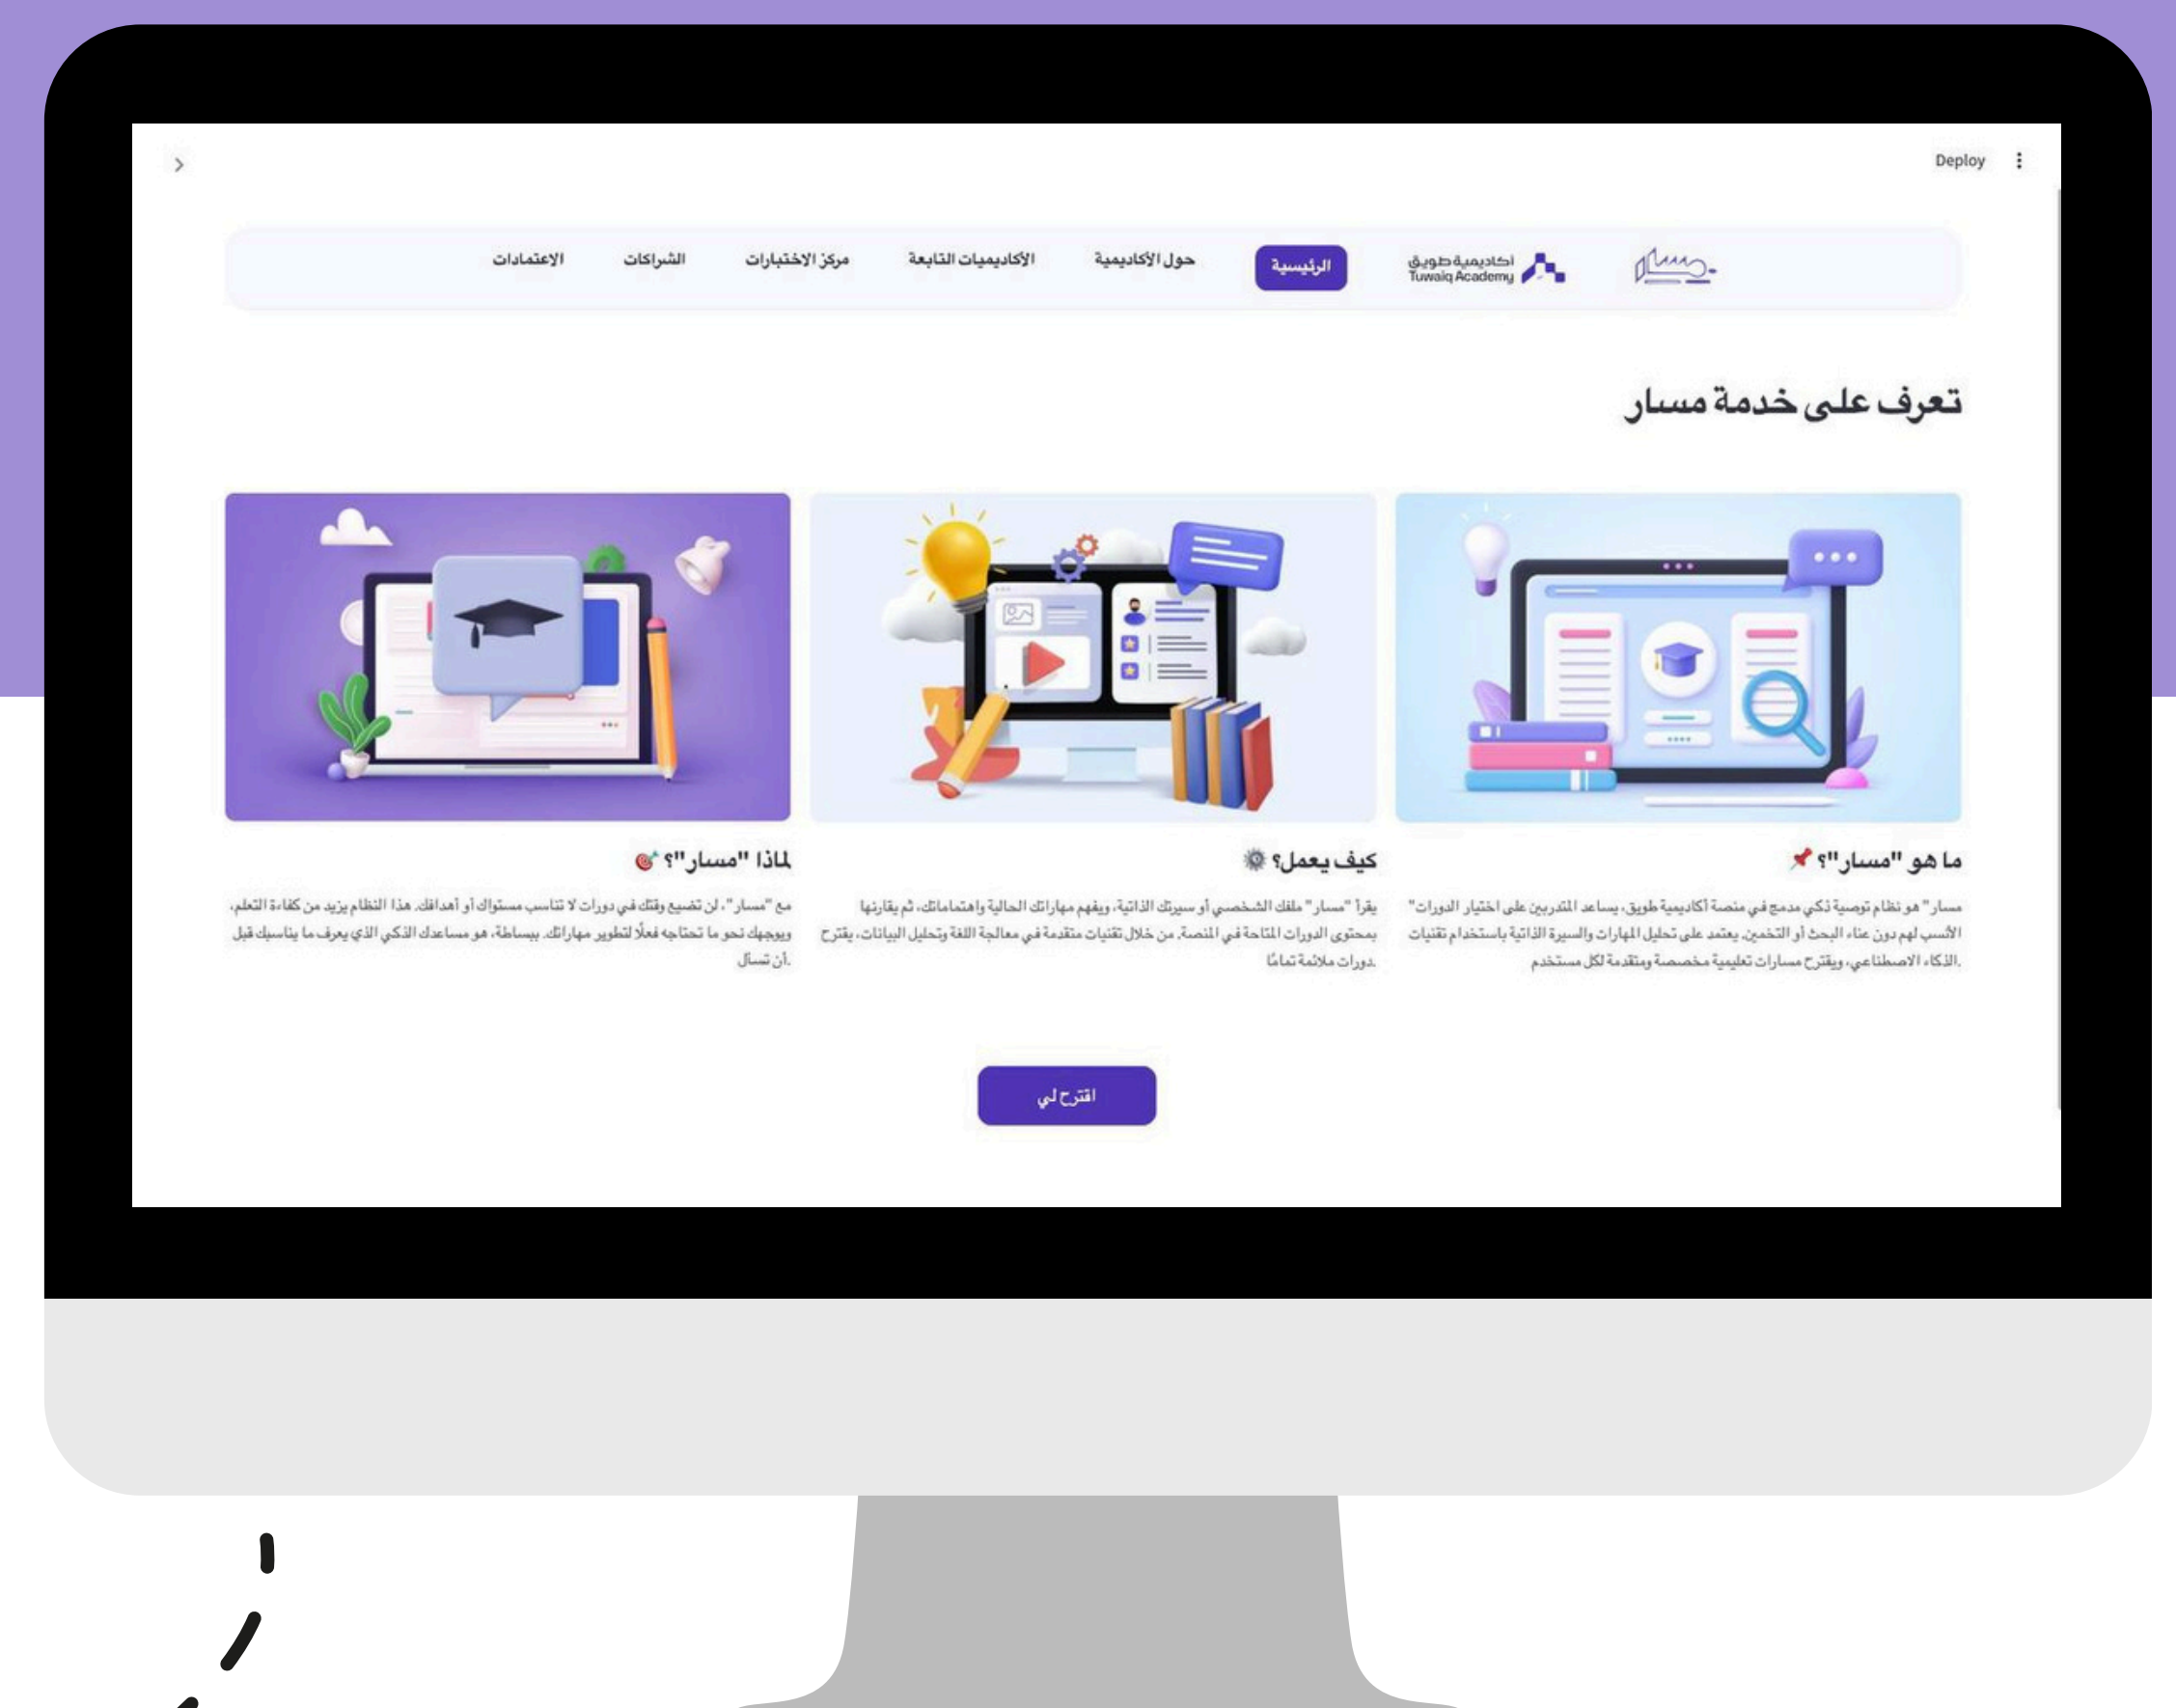 Deploy
مسار
أكاديمية طويق
Tuwaiq Academy
الرئيسية
حول الأكاديمية
الأكاديميات التابعة
مركز الاختبارات
الشراكات
الاعتمادات
تعرف على خدمة مسار
ما هو "مسار"؟
مسار" هو نظام توصية ذكي مدمج في منصة أكاديمية طويق، يساعد المتدربين على اختيار الدورات"
الأنسب لهم دون عناء البحث أو التخمين. يعتمد على تحليل المهارات والسيرة الذاتية باستخدام تقنيات
.الذكاء الاصطناعي، ويقترح مسارات تعليمية مخصصة ومتقدمة لكل مستخدم
كيف يعمل؟
يقرأ "مسار" ملفك الشخصي أو سيرتك الذاتية، ويفهم مهاراتك الحالية واهتماماتك، ثم يقارنها
بمحتوى الدورات المتاحة في المنصة. من خلال تقنيات متقدمة في معالجة اللغة وتحليل البيانات، يقترح
.دورات ملائمة تمامًا
لماذا "مسار"؟
مع "مسار"، لن تضيع وقتك في دورات لا تناسب مستواك أو أهدافك. هذا النظام يزيد من كفاءة التعلم،
ويوجهك نحو ما تحتاجه فعلًا لتطوير مهاراتك. ببساطة، هو مساعدك الذكي الذي يعرف ما يناسبك قبل
.أن تسأل
اقترح لي